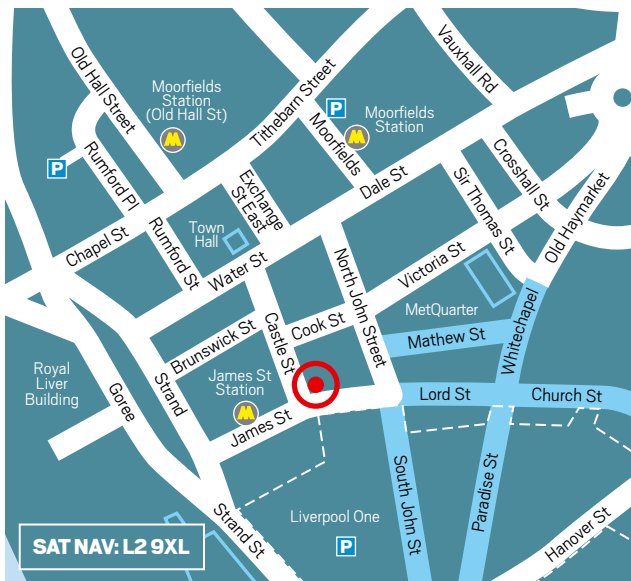 Old Hall Street
Moorfields
Station
(Old Hall St)
M
Tithebarn Street
Vauxhall Rd
P
Moorfields
Moorfields
Station
M
P
Rumford Pl
Exchange
St East
Dale St
Sir Thomas St
Crosshall St
Old Haymarket
Chapel St
Rumford St
Town
Hall
Water St
North John Street
Victoria St
MetQuarter
Brunswick St
Castle St
Cook St
Mathew St
Whitechapel
Royal
Liver
Building
Goree
Strand
James St
Station
M
James St
Lord St
Church St
South John St
Paradise St
Strand St
Liverpool One
P
Hanover St
SAT NAV: L2 9XL